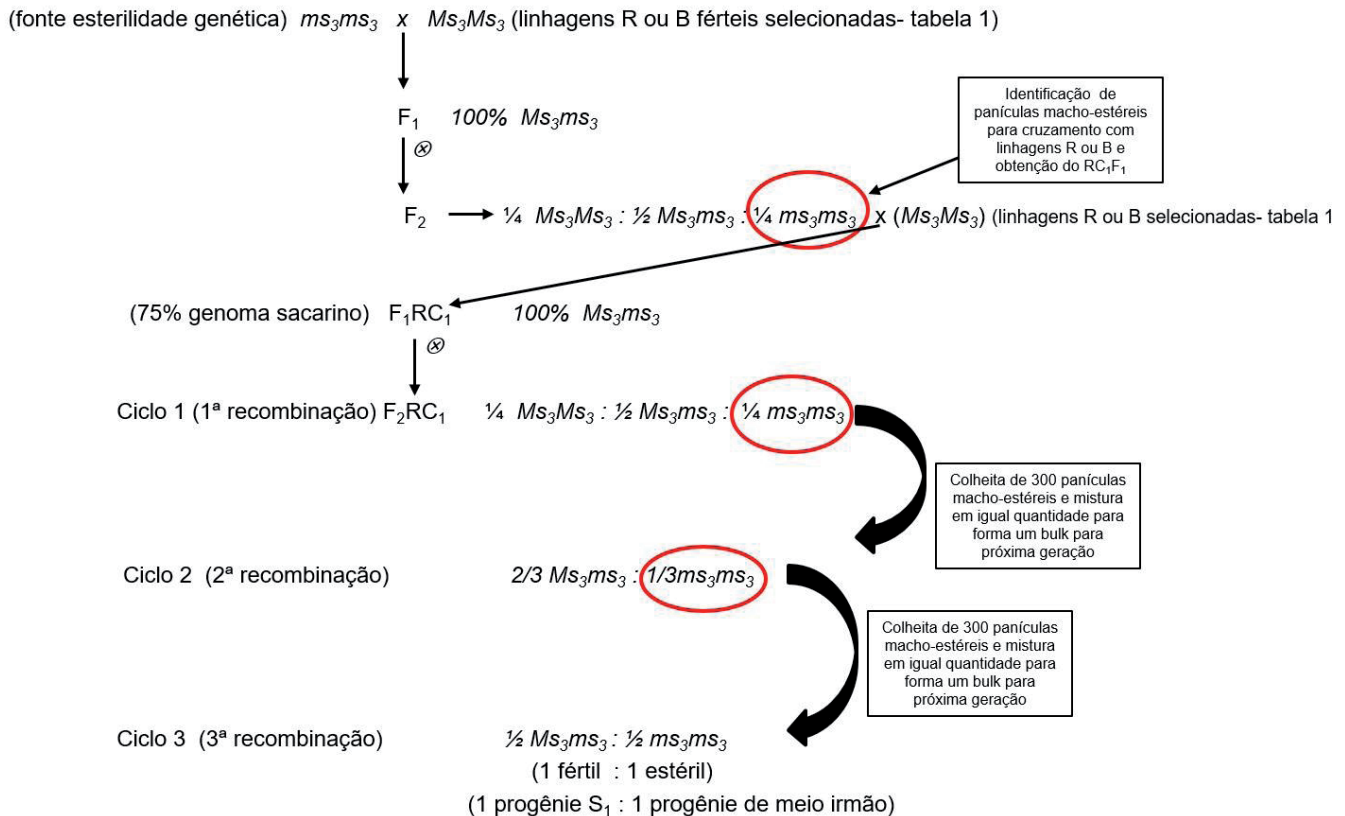 (fonte esterilidade genética) ms₃ms₃ x Ms₃Ms₃ (linhagens R ou B férteis selecionadas- tabela 1)
F₁ 100% Ms₃ms₃
⊗
Identificação de
panículas macho-estéreis
para cruzamento com
linhagens R ou B e
obtenção do RC₁F₁
F₂ ¼ Ms₃Ms₃ : ½ Ms₃ms₃ : ¼ ms₃ms₃ x (Ms₃Ms₃) (linhagens R ou B selecionadas- tabela 1
(75% genoma sacarino) F₁RC₁ 100% Ms₃ms₃
⊗
Ciclo 1 (1ª recombinação) F₂RC₁ ¼ Ms₃Ms₃ : ½ Ms₃ms₃ : ¼ ms₃ms₃
Colheita de 300 panículas
macho-estéreis e mistura
em igual quantidade para
forma um bulk para
próxima geração
Ciclo 2 (2ª recombinação) 2/3 Ms₃ms₃ : 1/3ms₃ms₃
Colheita de 300 panículas
macho-estéreis e mistura
em igual quantidade para
forma um bulk para
próxima geração
Ciclo 3 (3ª recombinação) ½ Ms₃ms₃ : ½ ms₃ms₃
(1 fértil : 1 estéril)
(1 progênie S₁ : 1 progênie de meio irmão)